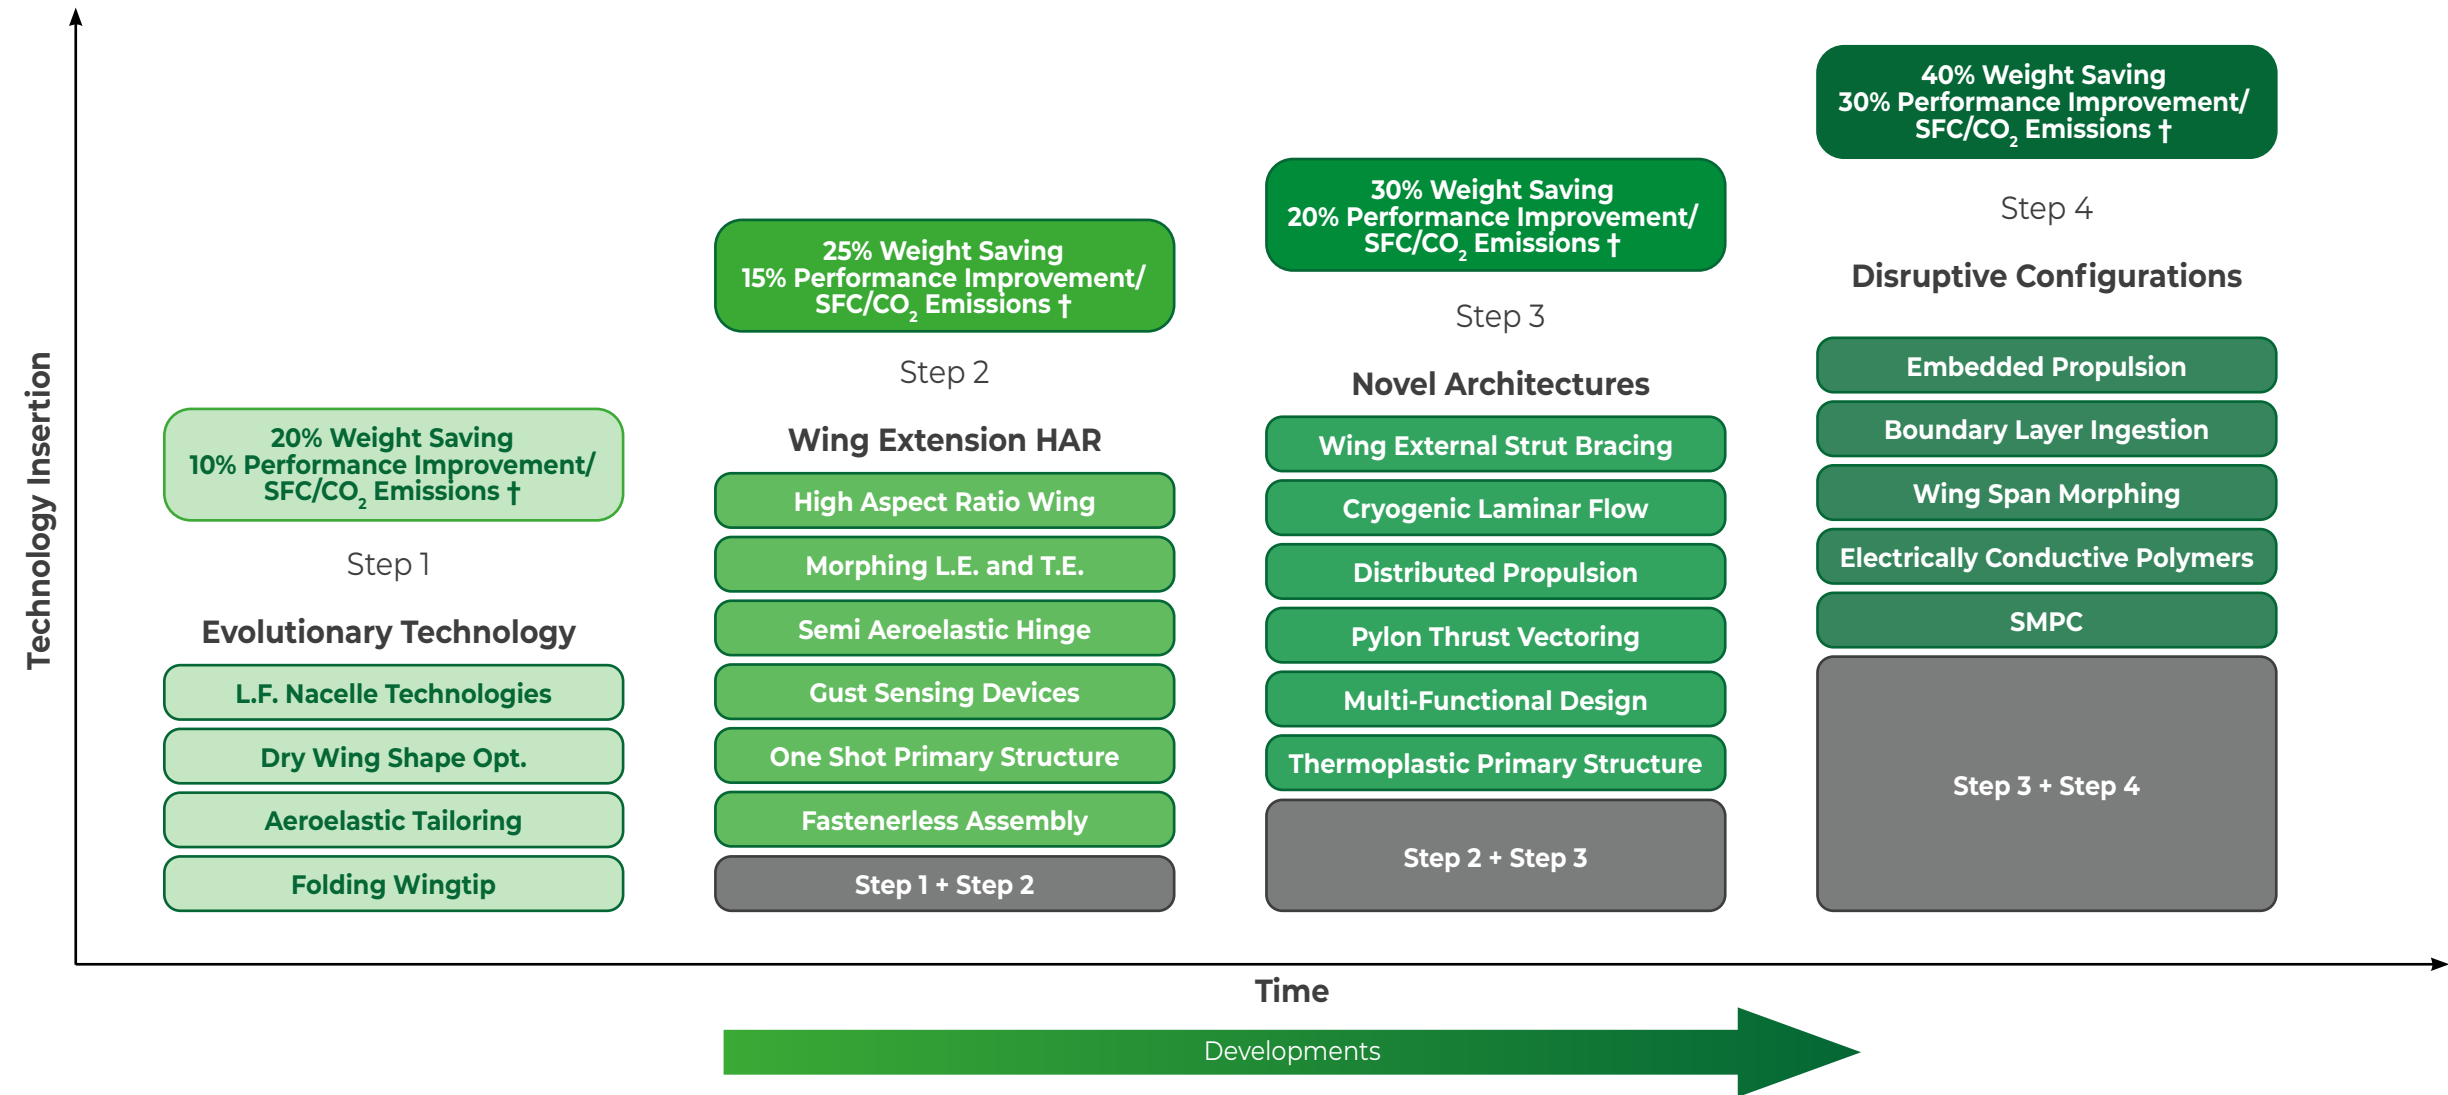 Technology Insertion
20% Weight Saving
10% Performance Improvement/
SFC/CO₂ Emissions †
Step 1
Evolutionary Technology
L.F. Nacelle Technologies
Dry Wing Shape Opt.
Aeroelastic Tailoring
Folding Wingtip
25% Weight Saving
15% Performance Improvement/
SFC/CO₂ Emissions †
Step 2
Wing Extension HAR
High Aspect Ratio Wing
Morphing L.E. and T.E.
Semi Aeroelastic Hinge
Gust Sensing Devices
One Shot Primary Structure
Fastenerless Assembly
Step 1 + Step 2
30% Weight Saving
20% Performance Improvement/
SFC/CO₂ Emissions †
Step 3
Novel Architectures
Wing External Strut Bracing
Cryogenic Laminar Flow
Distributed Propulsion
Pylon Thrust Vectoring
Multi-Functional Design
Thermoplastic Primary Structure
Step 2 + Step 3
40% Weight Saving
30% Performance Improvement/
SFC/CO₂ Emissions †
Step 4
Disruptive Configurations
Embedded Propulsion
Boundary Layer Ingestion
Wing Span Morphing
Electrically Conductive Polymers
SMPC
Step 3 + Step 4
Time
Developments